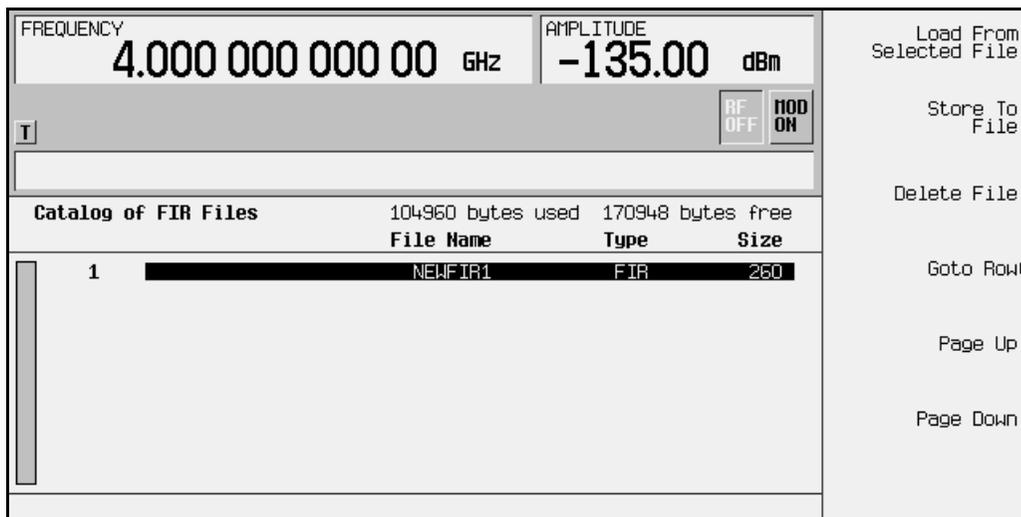 FREQUENCY
4.000 000 000 00 GHz
AMPLITUDE
-135.00 dBm
RF
OFF
MOD
ON
T
Catalog of FIR Files 104960 bytes used 170948 bytes free
File Name Type Size
1 NEWFIR1 FIR 260
Load From
Selected File
Store To
File
Delete File
Goto Row
Page Up
Page Down